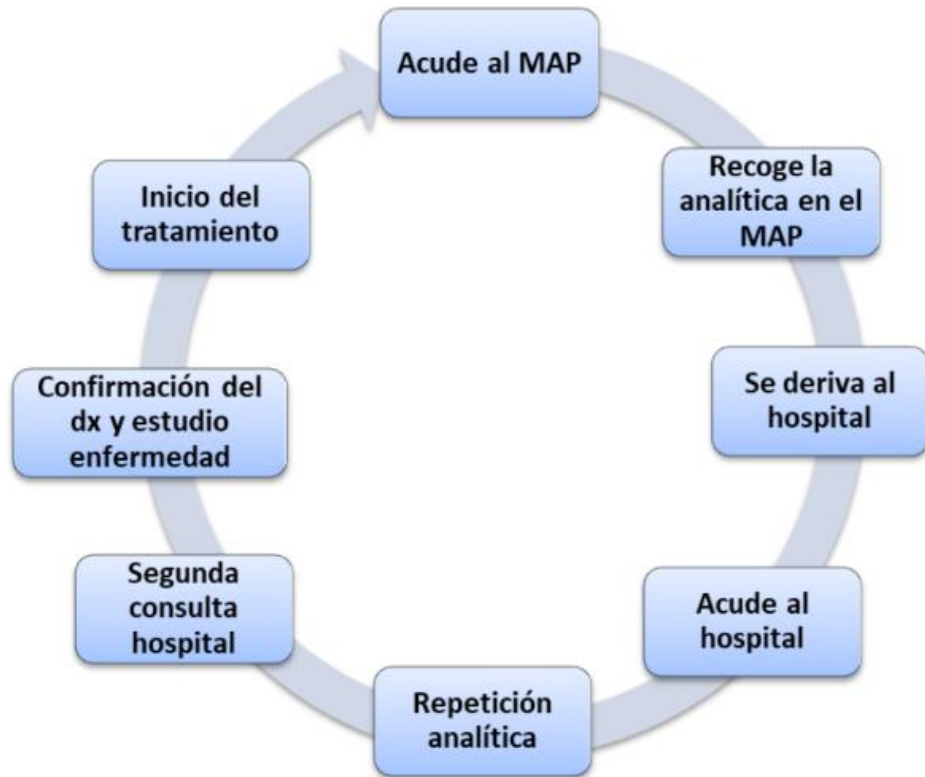 Acude al MAP
Recoge la
analítica en el
MAP
Se deriva al
hospital
Acude al
hospital
Repetición
analítica
Segunda
consulta
hospital
Confirmación del
dx y estudio
enfermedad
Inicio del
tratamiento